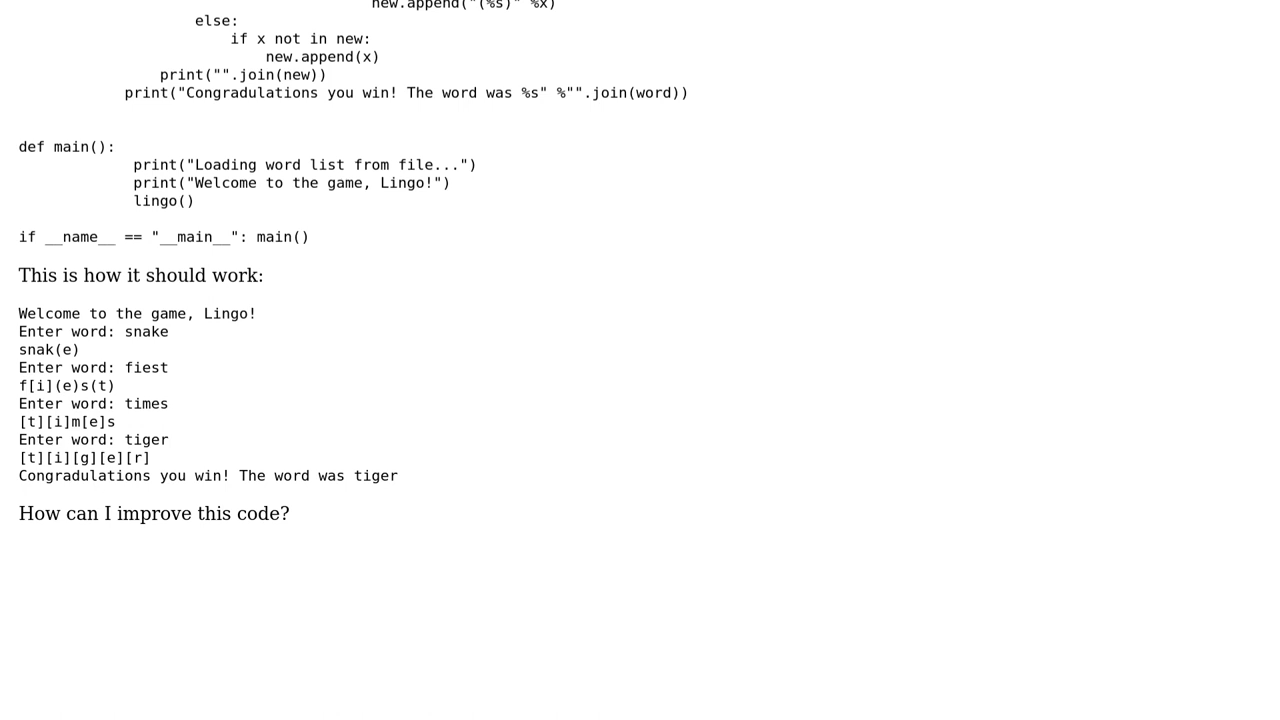 new.append("(%s)" %x)
else:
if x not in new:
new.append(x)
print("".join(new))
print("Congradulations you win! The word was %s" %"".join(word))
def main():
print("Loading word list from file...")
print("Welcome to the game, Lingo!")
lingo()
if __name__ == "__main__": main()
This is how it should work:
Welcome to the game, Lingo!
Enter word: snake
snak(e)
Enter word: fiest
f[i](e)s(t)
Enter word: times
[t][i]m[e]s
Enter word: tiger
[t][i][g][e][r]
Congradulations you win! The word was tiger
How can I improve this code?